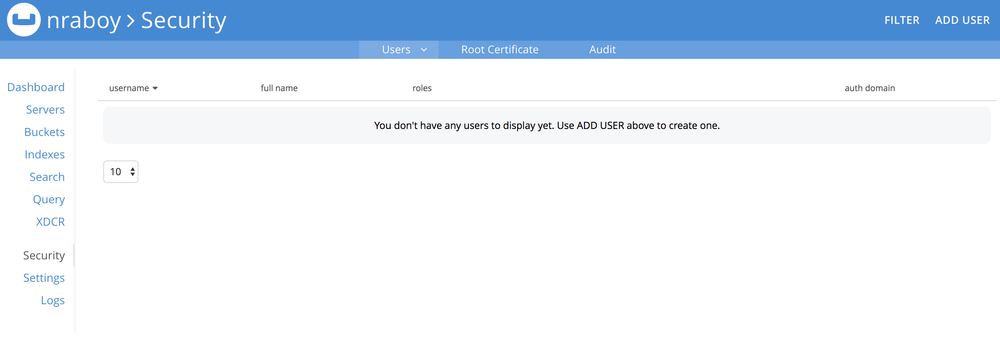 nraboy > Security
FILTER ADD USER
Users Root Certificate Audit
Dashboard
Servers
Buckets
Indexes
Search
Query
XDCR
Security
Settings
Logs
username full name roles auth domain
You don't have any users to display yet. Use ADD USER above to create one.
10